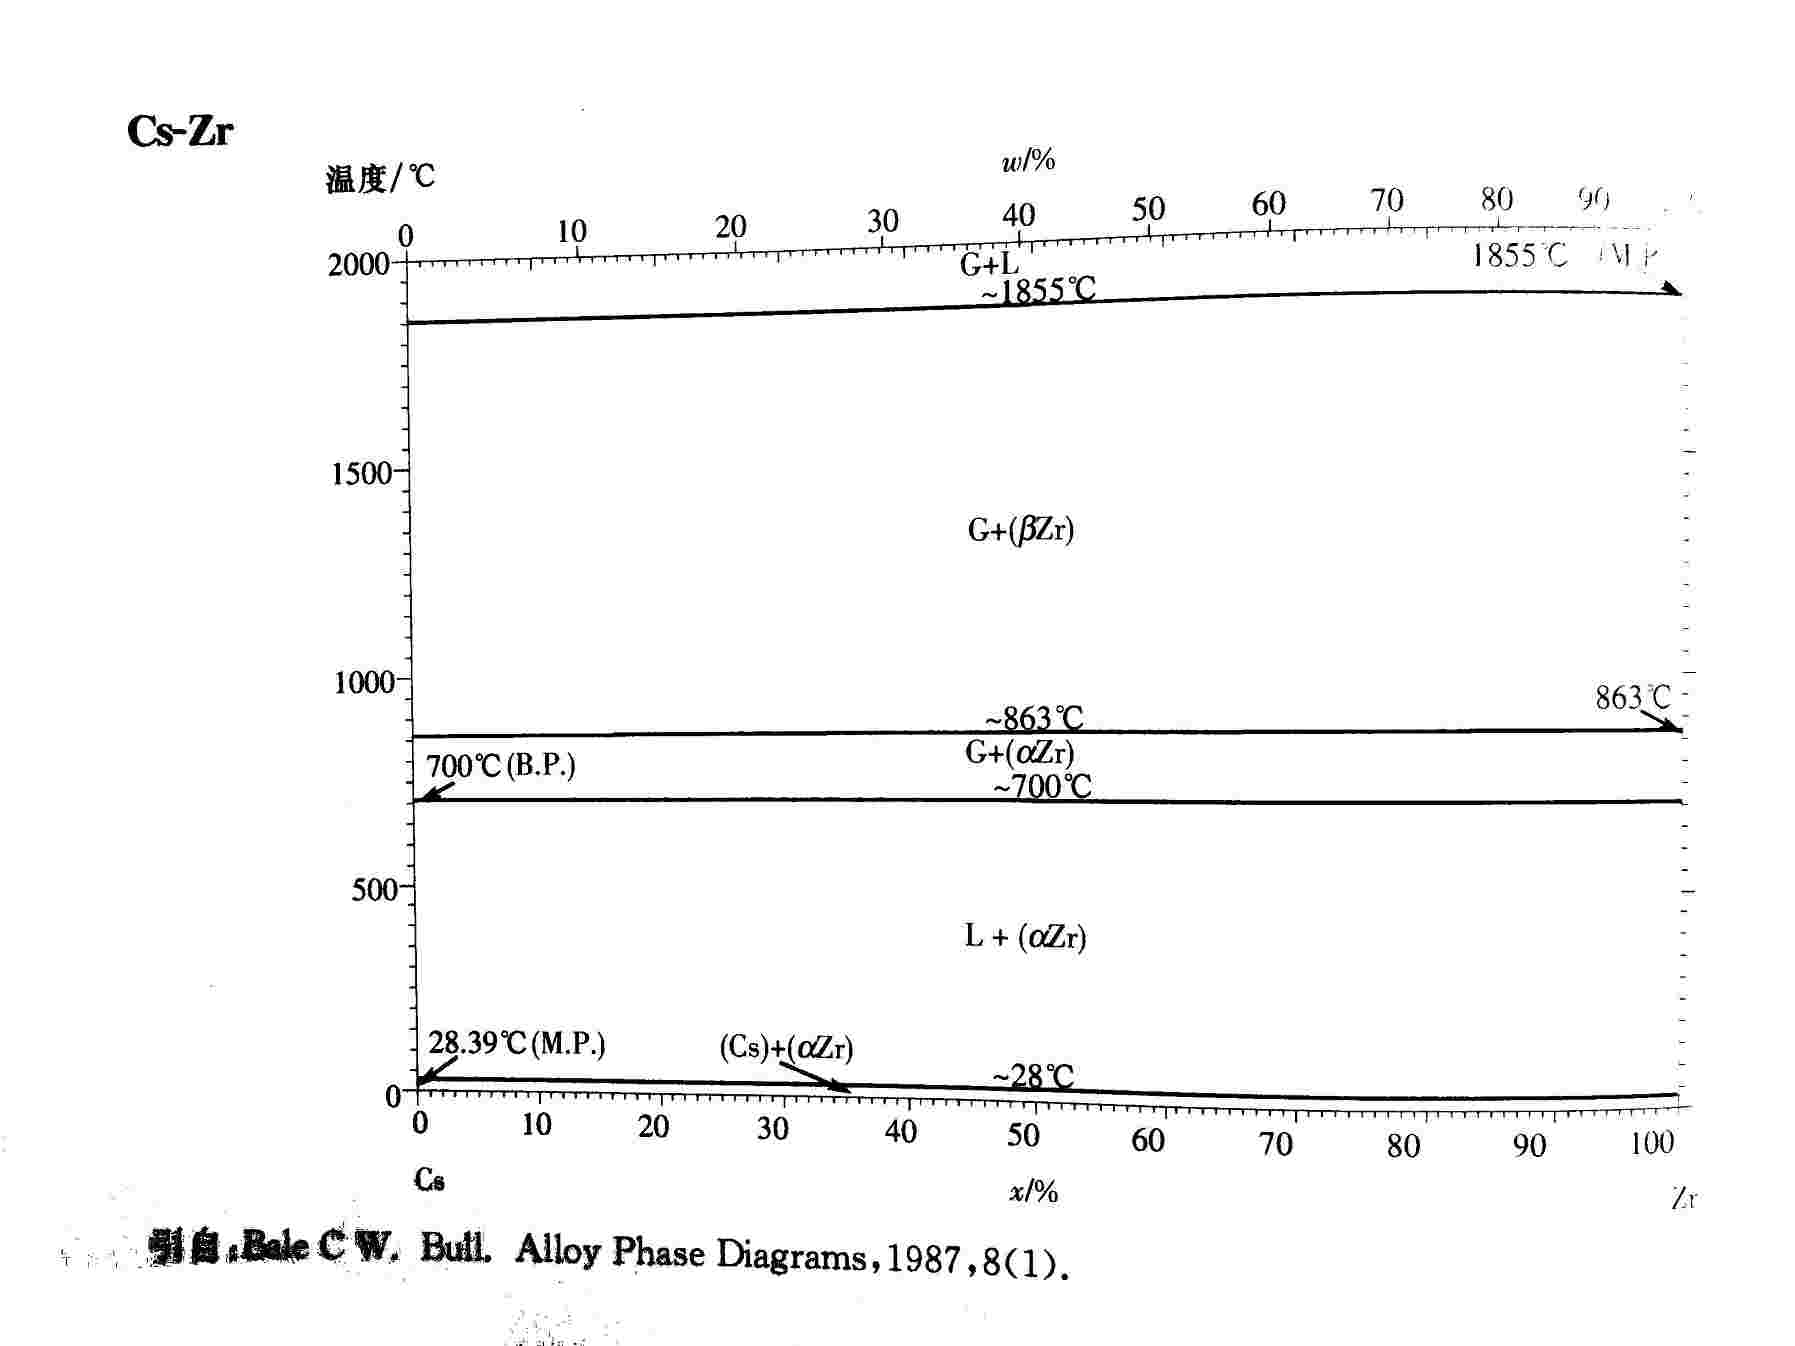 Cs-Zr
温度/℃
w/%
0 10 20 30 40 50 60 70 80 90
2000
G+L
1855℃
~1855℃
1500
G+(βZr)
1000
863℃
~863℃
G+(αZr)
700℃(B.P.)
~700℃
500
L + (αZr)
28.39℃(M.P.)
(Cs)+(αZr)
~28℃
0
0 10 20 30 40 50 60 70 80 90 100
Cs
x/%
Zr
引自:Bale C W. Bull. Alloy Phase Diagrams,1987,8(1).